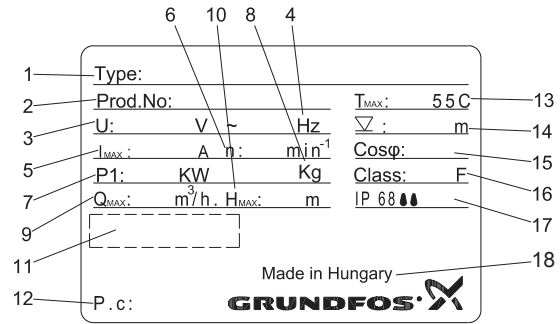 6 10 8 4
1 Type:
2 Prod.No: TMAX: 55C 13
3 U: V ~ Hz ▽ : m 14
5 IMAX: A n: min-1 Cosφ: 15
7 P1: KW Kg Class: F 16
9 QMAX: m3/h. HMAX: m IP 68 17
11
Made in Hungary 18
12 P.c: GRUNDFOS